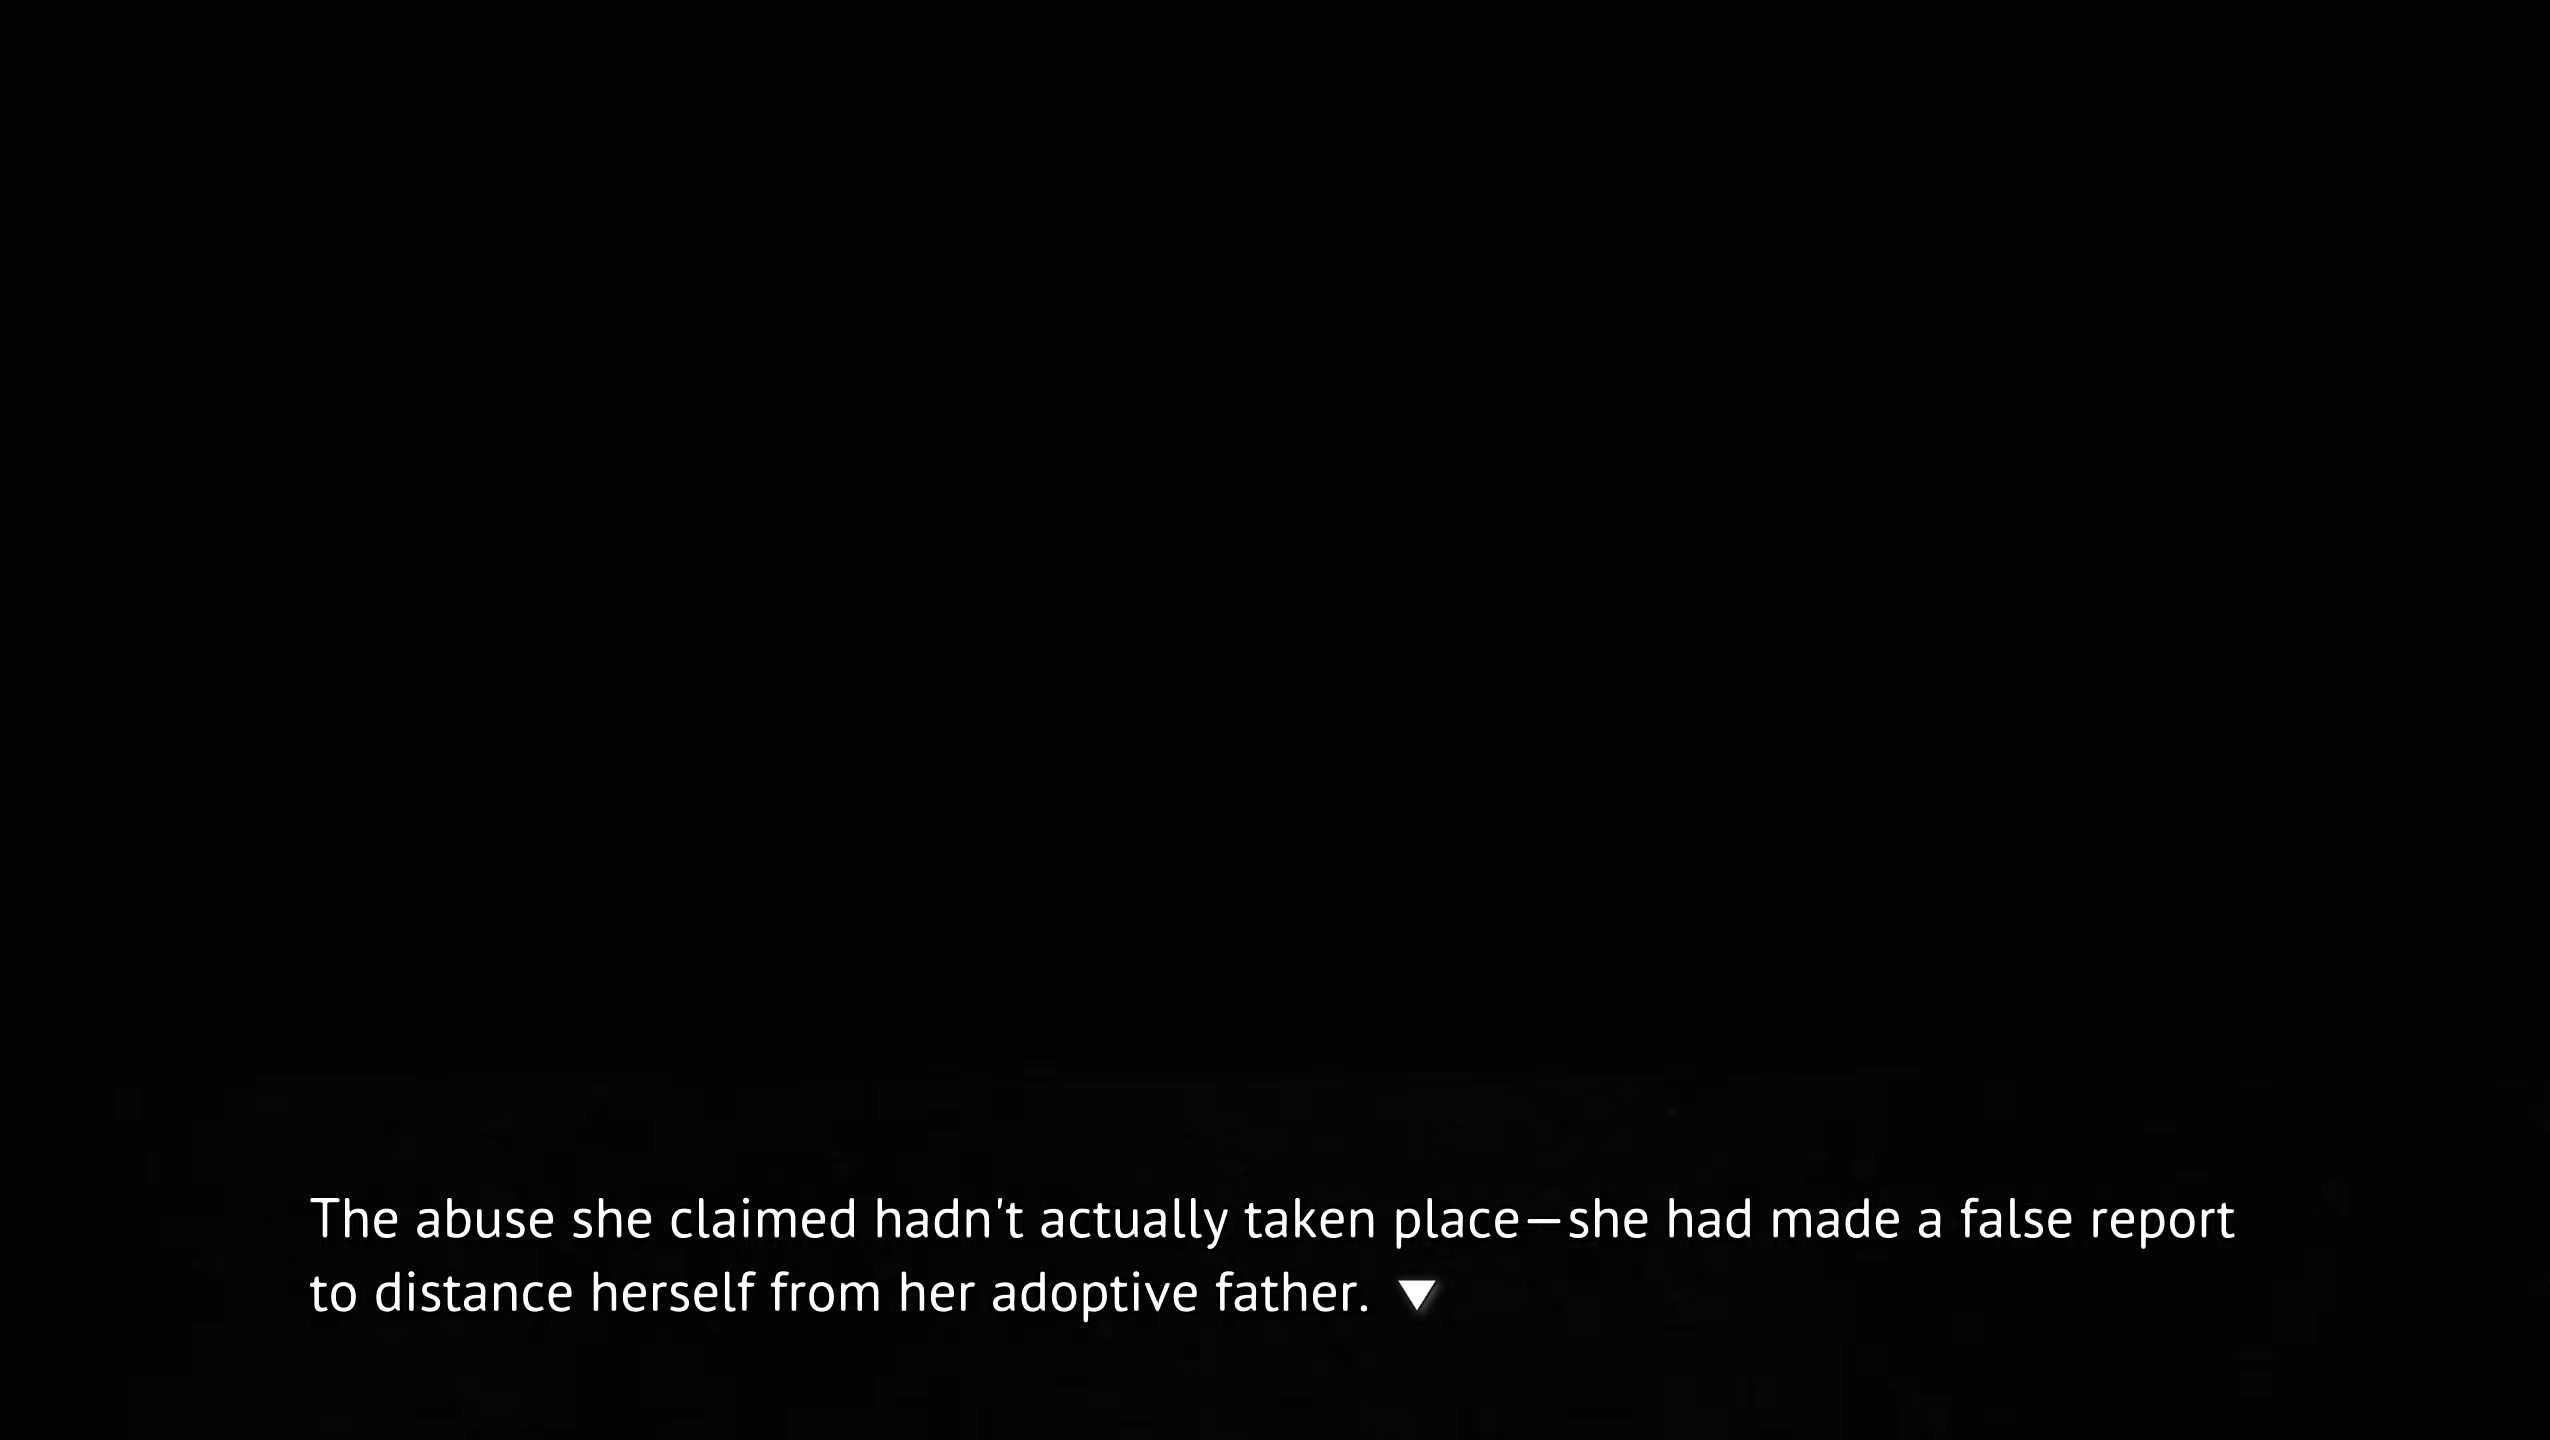 The abuse she claimed hadn't actually taken place—she had made a false report
to distance herself from her adoptive father.